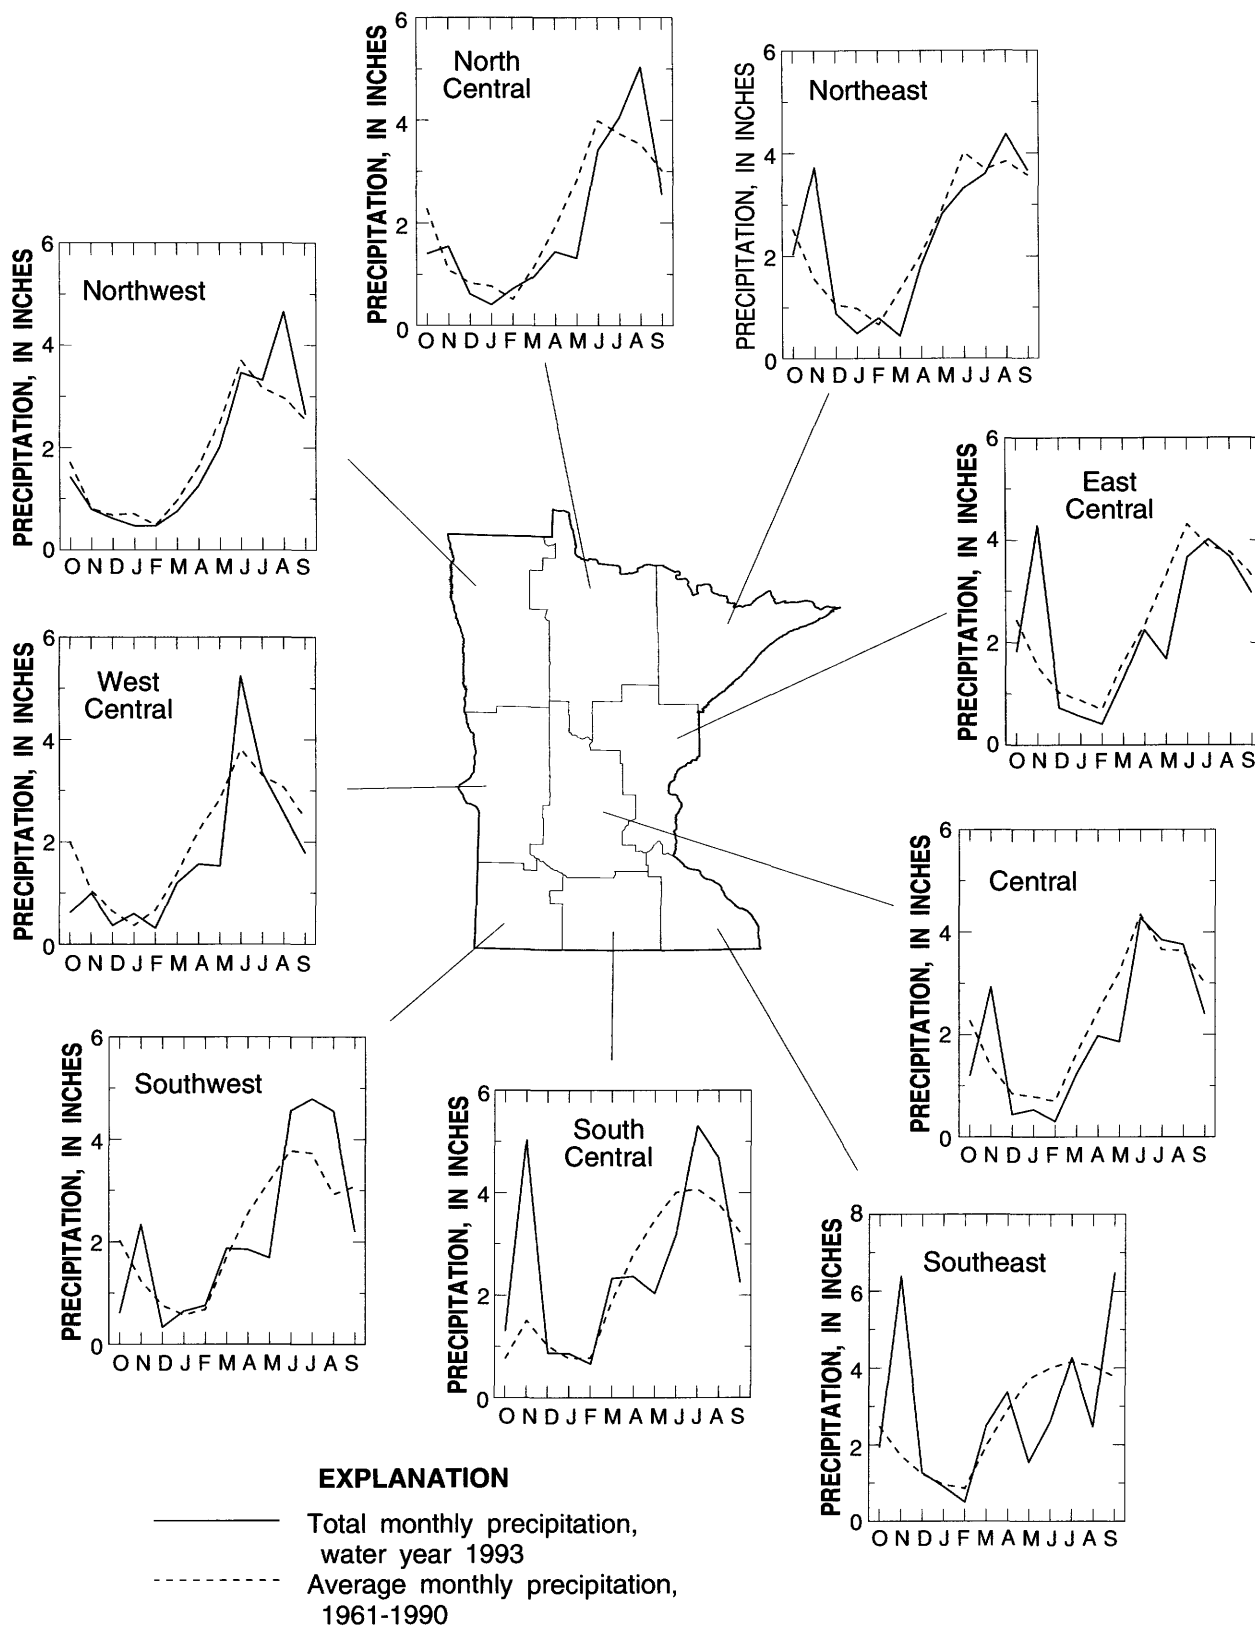 6
4
2
0
PRECIPITATION, IN INCHES
North
Central
O N D J F M A M J J A S
6
4
2
0
PRECIPITATION, IN INCHES
Northeast
O N D J F M A M J J A S
6
4
2
0
PRECIPITATION, IN INCHES
Northwest
O N D J F M A M J J A S
6
4
2
0
PRECIPITATION, IN INCHES
East
Central
O N D J F M A M J J A S
6
4
2
0
PRECIPITATION, IN INCHES
West
Central
O N D J F M A M J J A S
6
4
2
0
PRECIPITATION, IN INCHES
Central
O N D J F M A M J J A S
6
4
2
0
PRECIPITATION, IN INCHES
Southwest
O N D J F M A M J J A S
6
4
2
0
PRECIPITATION, IN INCHES
South
Central
O N D J F M A M J J A S
8
6
4
2
0
PRECIPITATION, IN INCHES
Southeast
O N D J F M A M J J A S
EXPLANATION
Total monthly precipitation,
water year 1993
Average monthly precipitation,
1961-1990